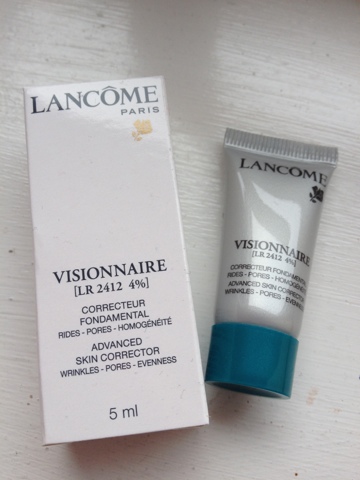 LANCÔME
PARIS
VISIONNAIRE
[LR 2412 4%]
CORRECTEUR
FONDAMENTAL
RIDES - PORES - HOMOGÉNÉITÉ
ADVANCED
SKIN CORRECTOR
WRINKLES - PORES - EVENNESS
5 ml
LANCÔME
VISIONNAIRE
[LR 2412 4%]
CORRECTEUR FONDAMENTAL
RIDES - PORES - HOMOGÉNÉITÉ
ADVANCED SKIN CORRECTOR
WRINKLES - PORES - EVENNESS